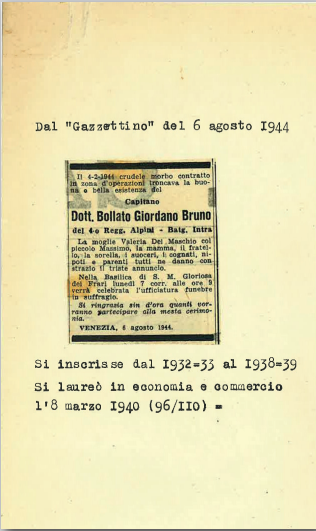 Dal "Gazzettino" del 6 agosto I944
Il 4-2-1944 crudele morbo contratto
in zona d'operazioni troncava la buo-
na e bella esistenza del
Capitano
Dott. Bollato Giordano Bruno
del 4-o Regg. Alpini - Batg. Intra
La moglie Valeria Del Maschio col
piccolo Massimo, la mamma, il fratel-
lo, la sorella, i suoceri, i cognati, ni-
poti e parenti tutti ne danno con
strazio il triste annuncio.
Nella Basilica di S. M. Gloriosa
dei Frari lunedì 7 corr. alle ore 9
verrà celebrata l'ufficiatura funebre
in suffragio.
Si ringrazia sin d'ora quanti vor-
ranno partecipare alla mesta cerimo-
nia.
VENEZIA, 6 agosto 1944.
Si inscrisse dal I932=33 al I938=39
Si laureò in economia e commercio
l'8 marzo I940 (96/IIO) =